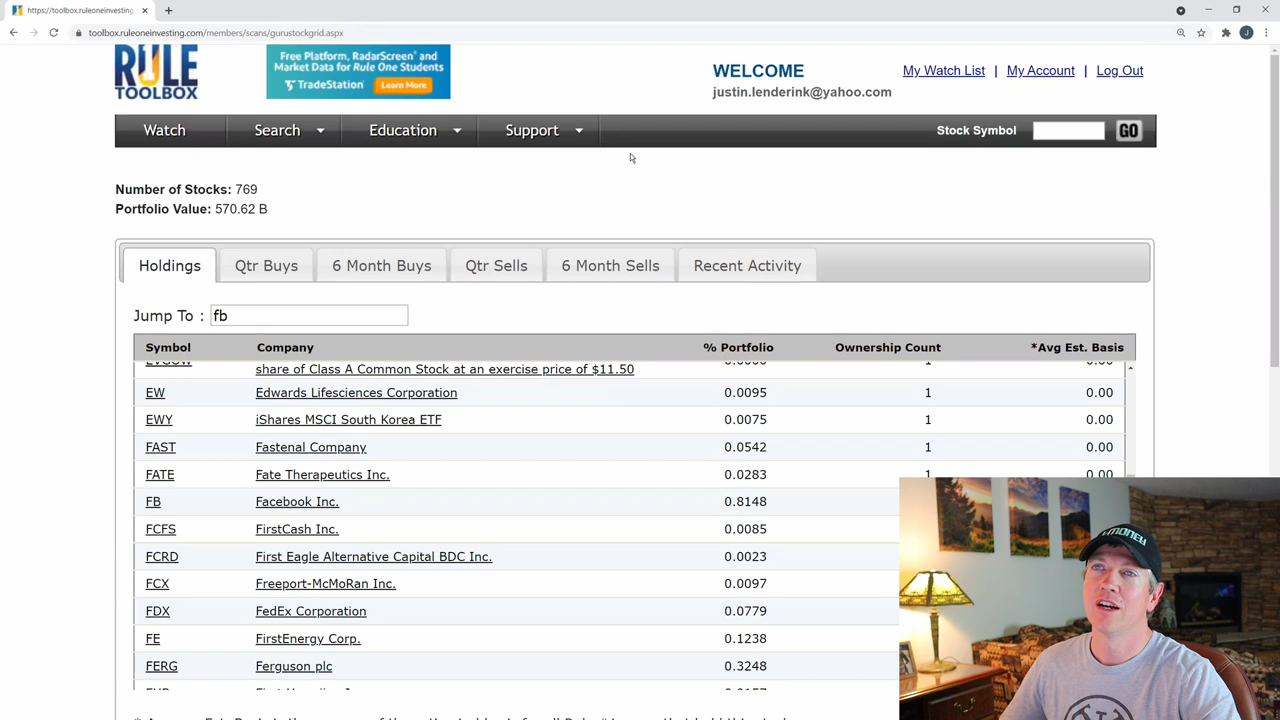 https://toolbox.ruleoneinvesting
toolbox.ruleoneinvesting.com/members/scans/gurustockgrid.aspx
J
RULE
TOOLBOX
Free Platform, RadarScreen® and
Market Data for Rule One Students
TradeStation Learn More
WELCOME
justin.lenderink@yahoo.com
My Watch List | My Account | Log Out
Watch Search Education Support Stock Symbol GO
Number of Stocks: 769
Portfolio Value: 570.62 B
Holdings Qtr Buys 6 Month Buys Qtr Sells 6 Month Sells Recent Activity
Jump To : fb
Symbol Company % Portfolio Ownership Count *Avg Est. Basis
share of Class A Common Stock at an exercise price of $11.50
EW Edwards Lifesciences Corporation 0.0095 1 0.00
EWY iShares MSCI South Korea ETF 0.0075 1 0.00
FAST Fastenal Company 0.0542 1 0.00
FATE Fate Therapeutics Inc. 0.0283 1 0.00
FB Facebook Inc. 0.8148
FCFS FirstCash Inc. 0.0085
FCRD First Eagle Alternative Capital BDC Inc. 0.0023
FCX Freeport-McMoRan Inc. 0.0097
FDX FedEx Corporation 0.0779
FE FirstEnergy Corp. 0.1238
FERG Ferguson plc 0.3248